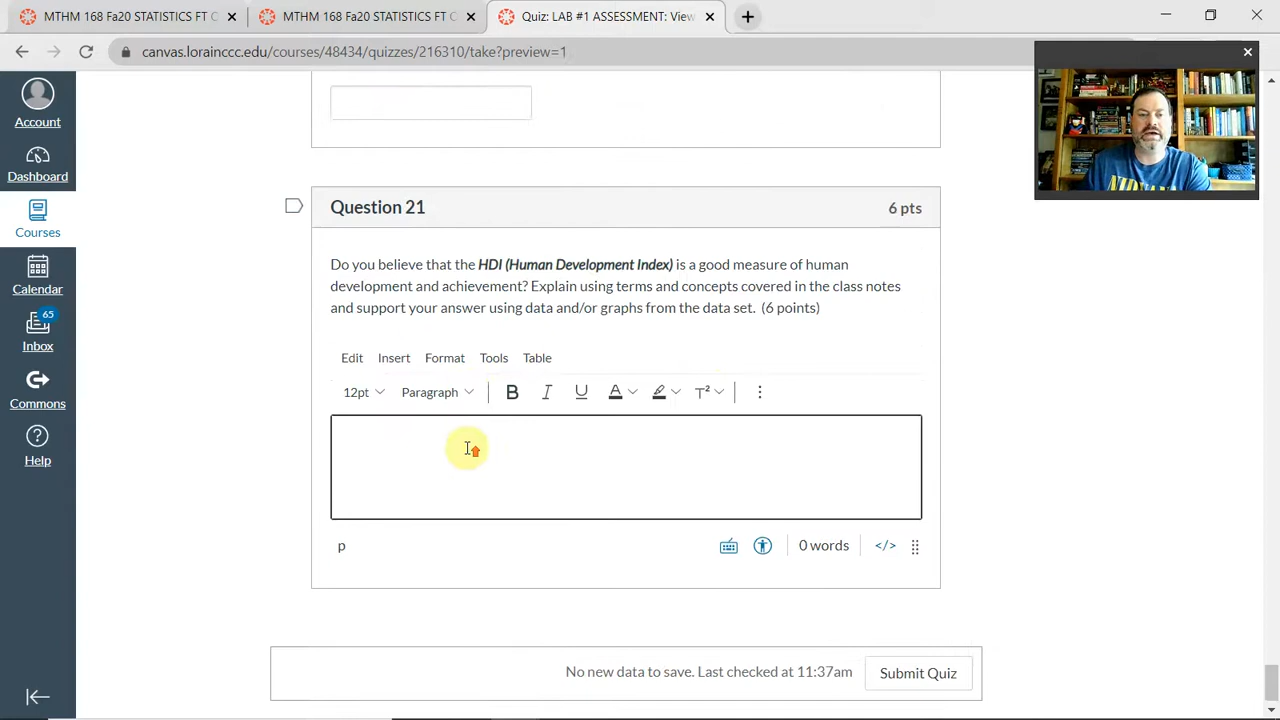 MTHM 168 Fa20 STATISTICS FT C
MTHM 168 Fa20 STATISTICS FT C
Quiz: LAB #1 ASSESSMENT: View
canvas.lorainccc.edu/courses/48434/quizzes/216310/take?preview=1
Account
Dashboard
Courses
Calendar
65
Inbox
Commons
Help
Question 21
6 pts
Do you believe that the HDI (Human Development Index) is a good measure of human
development and achievement? Explain using terms and concepts covered in the class notes
and support your answer using data and/or graphs from the data set. (6 points)
Edit Insert Format Tools Table
12pt Paragraph B I U A T²
p
0 words </>
No new data to save. Last checked at 11:37am
Submit Quiz
NIRVANA